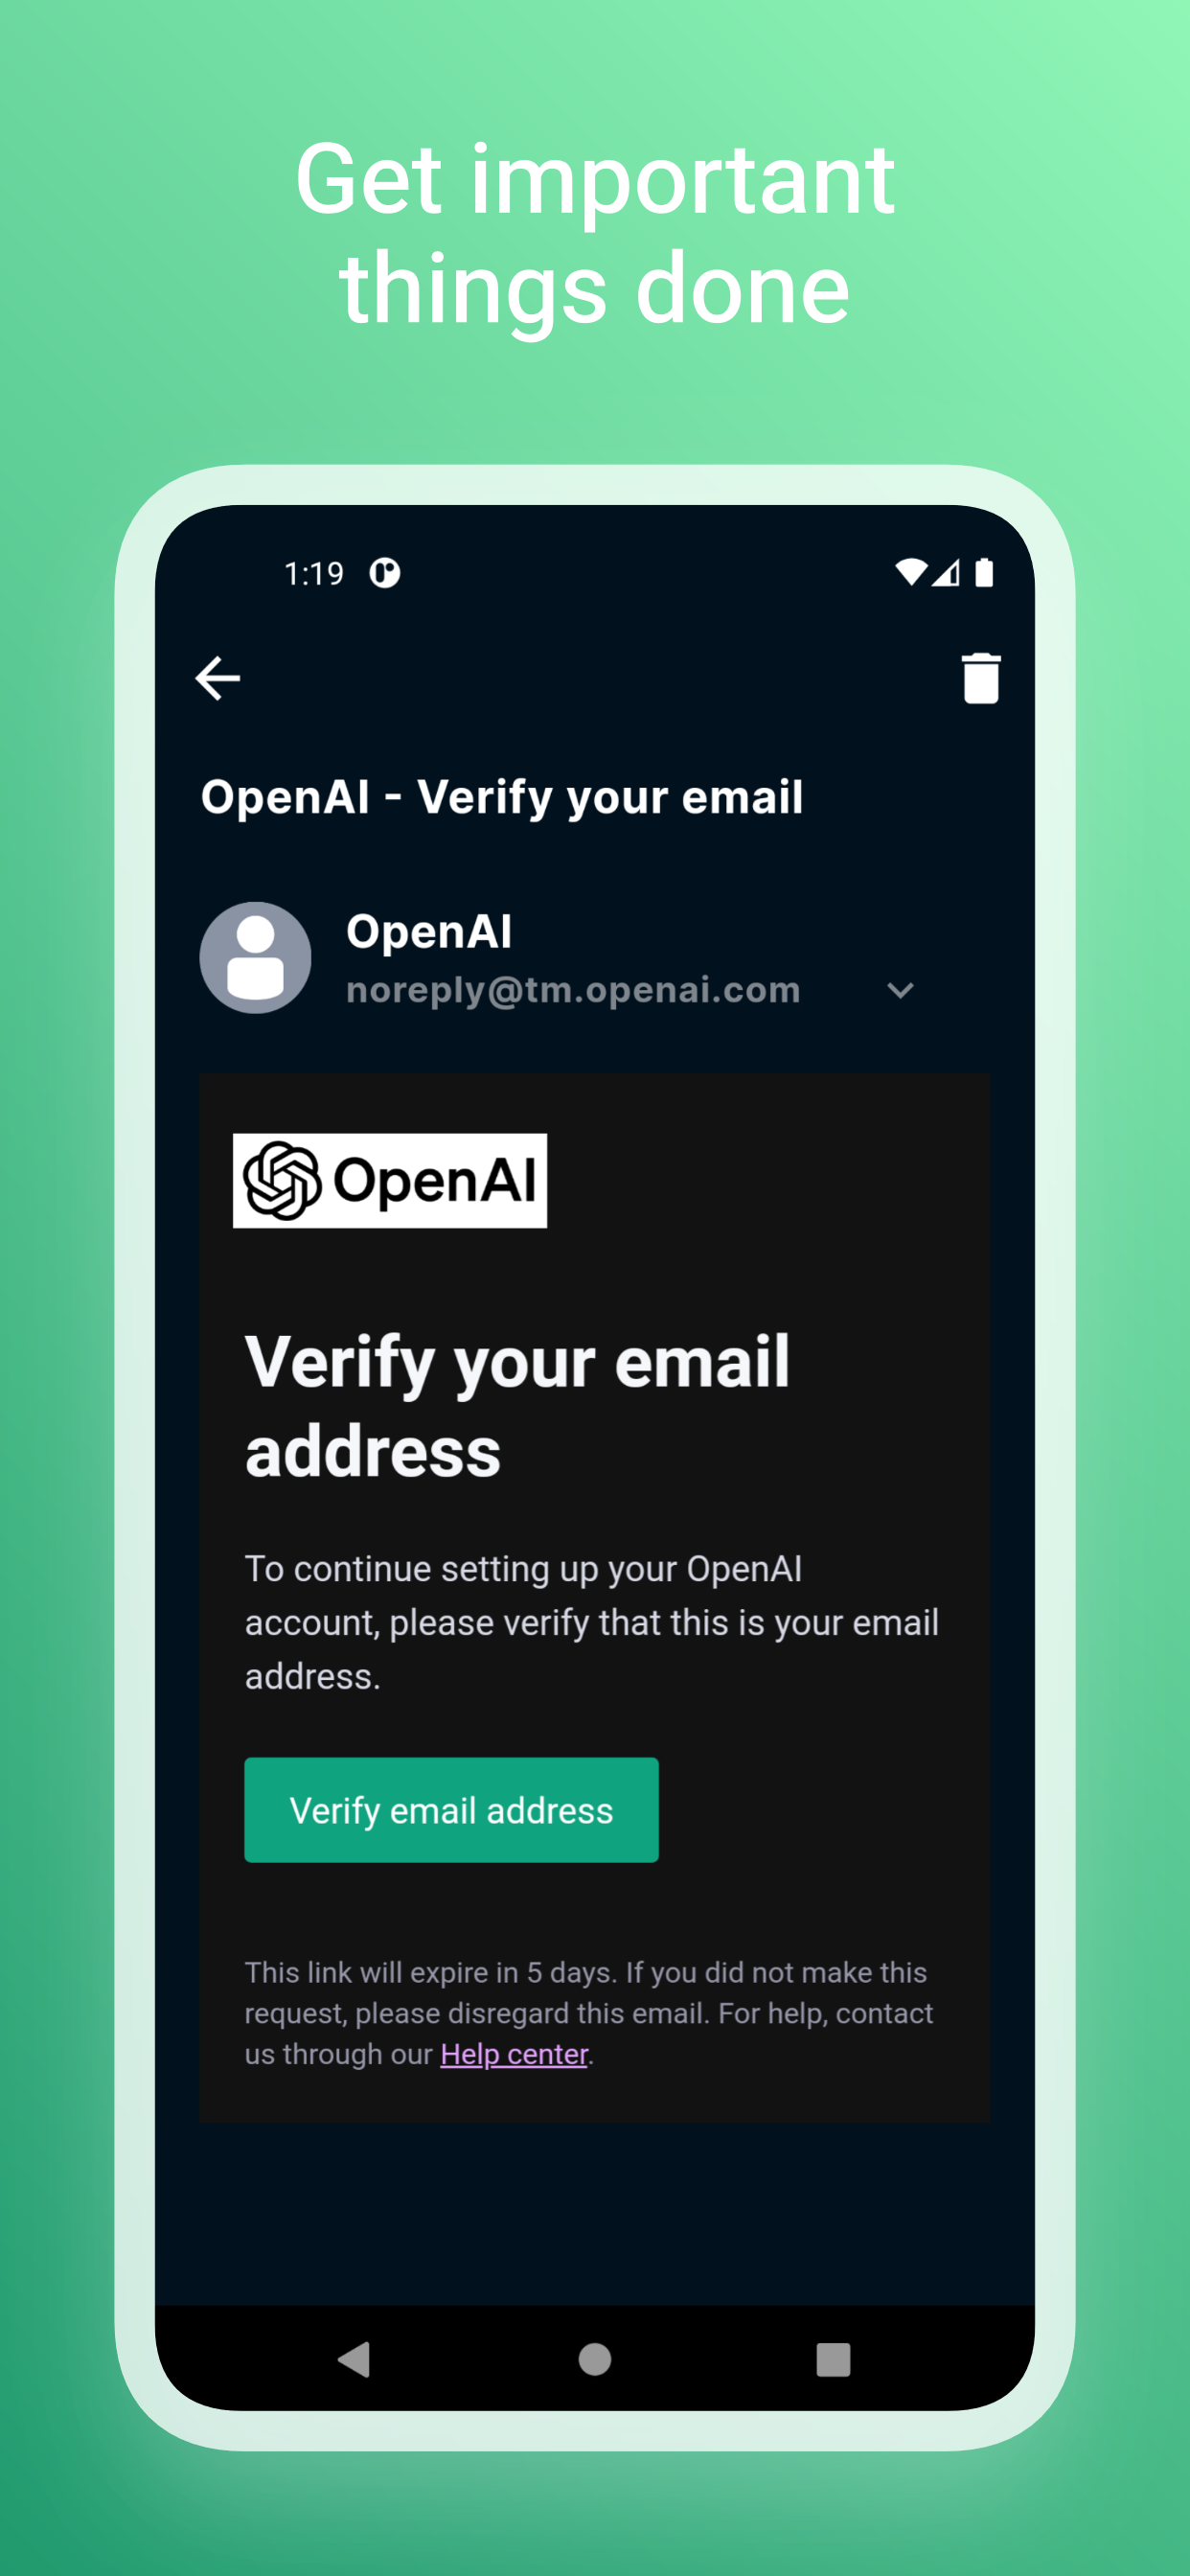 Get important
things done
1:19
OpenAI - Verify your email
OpenAI
noreply@tm.openai.com
OpenAI
Verify your email
address
To continue setting up your OpenAI
account, please verify that this is your email
address.
Verify email address
This link will expire in 5 days. If you did not make this
request, please disregard this email. For help, contact
us through our Help center.